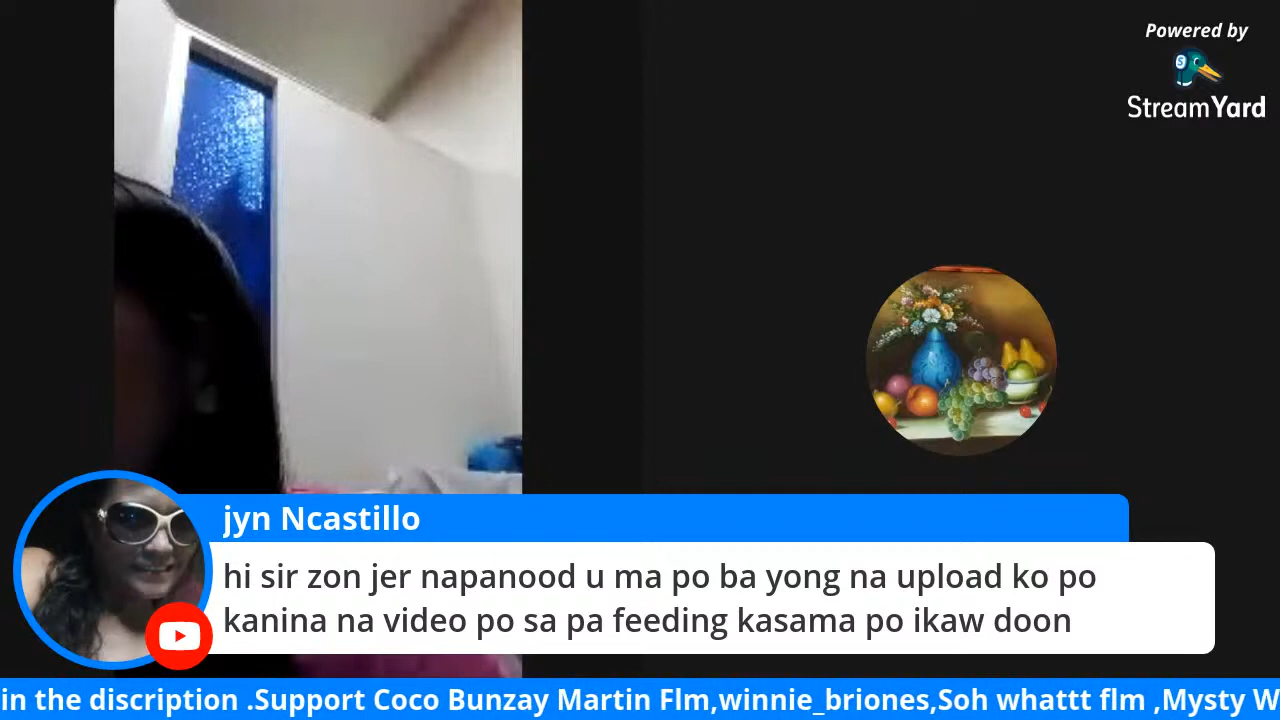 Powered by
StreamYard
jyn Ncastillo
hi sir zon jer napanood u ma po ba yong na upload ko po
kanina na video po sa pa feeding kasama po ikaw doon
in the discription .Support Coco Bunzay Martin Flm,winnie_briones,Soh whattt flm ,Mysty W